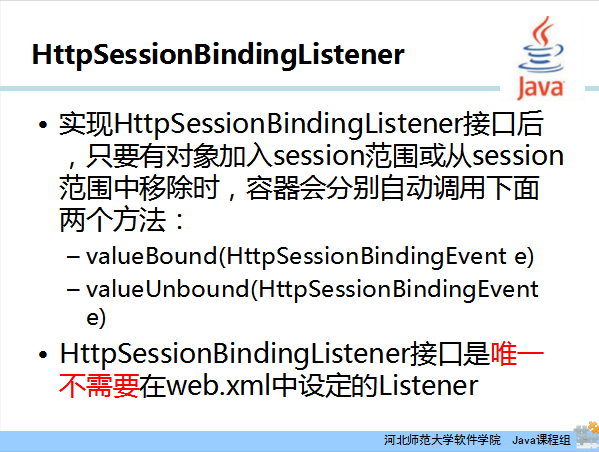 HttpSessionBindingListener
Java
• 实现HttpSessionBindingListener接口后
，只要有对象加入session范围或从session
范围中移除时，容器会分别自动调用下面
两个方法：
– valueBound(HttpSessionBindingEvent e)
– valueUnbound(HttpSessionBindingEvent
e)
• HttpSessionBindingListener接口是唯一
不需要在web.xml中设定的Listener
河北师范大学软件学院 Java课程组